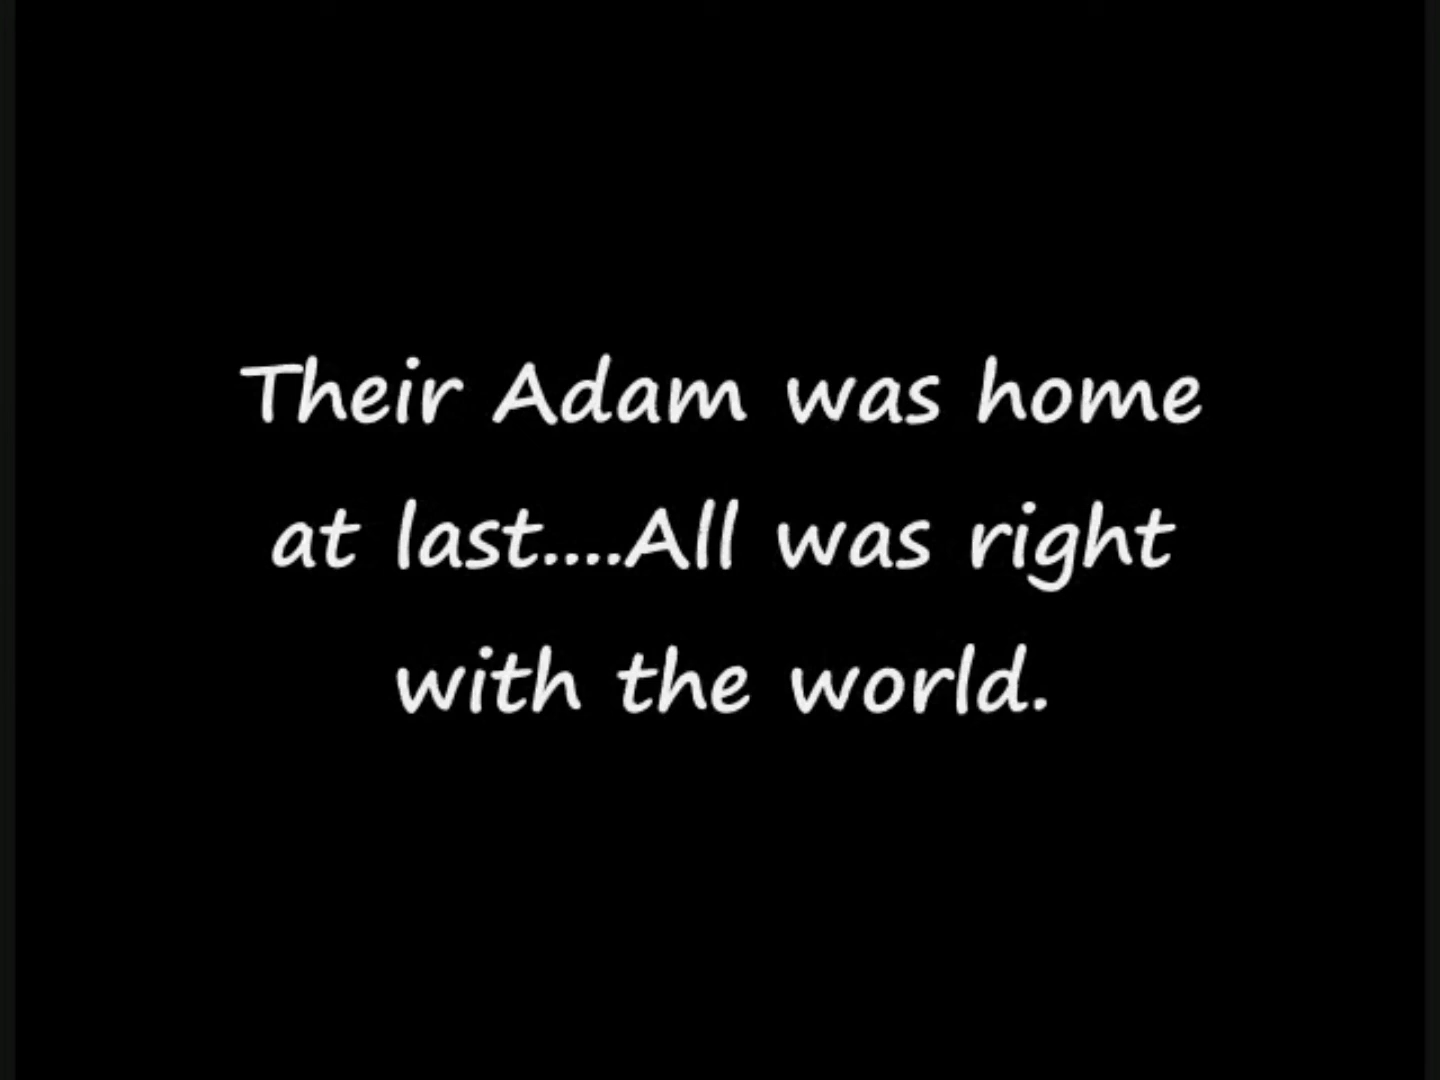 Their Adam was home
at last....All was right
with the world.